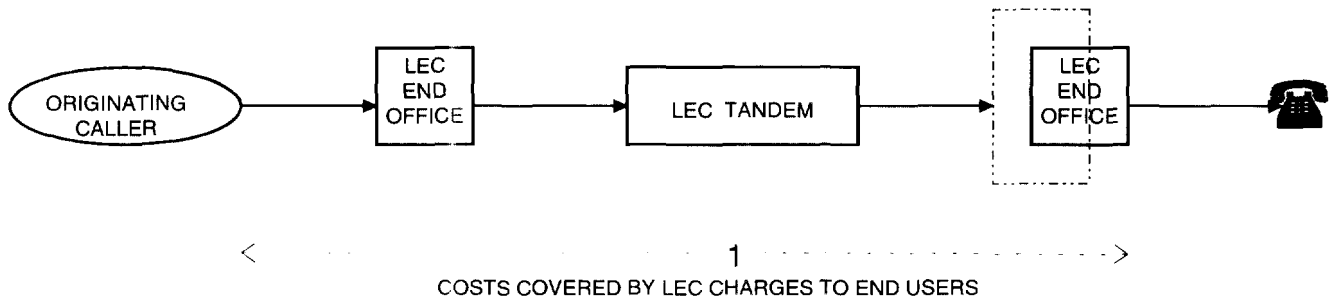 ORIGINATING
CALLER
LEC
END
OFFICE
LEC TANDEM
LEC
END
OFFICE
1
COSTS COVERED BY LEC CHARGES TO END USERS